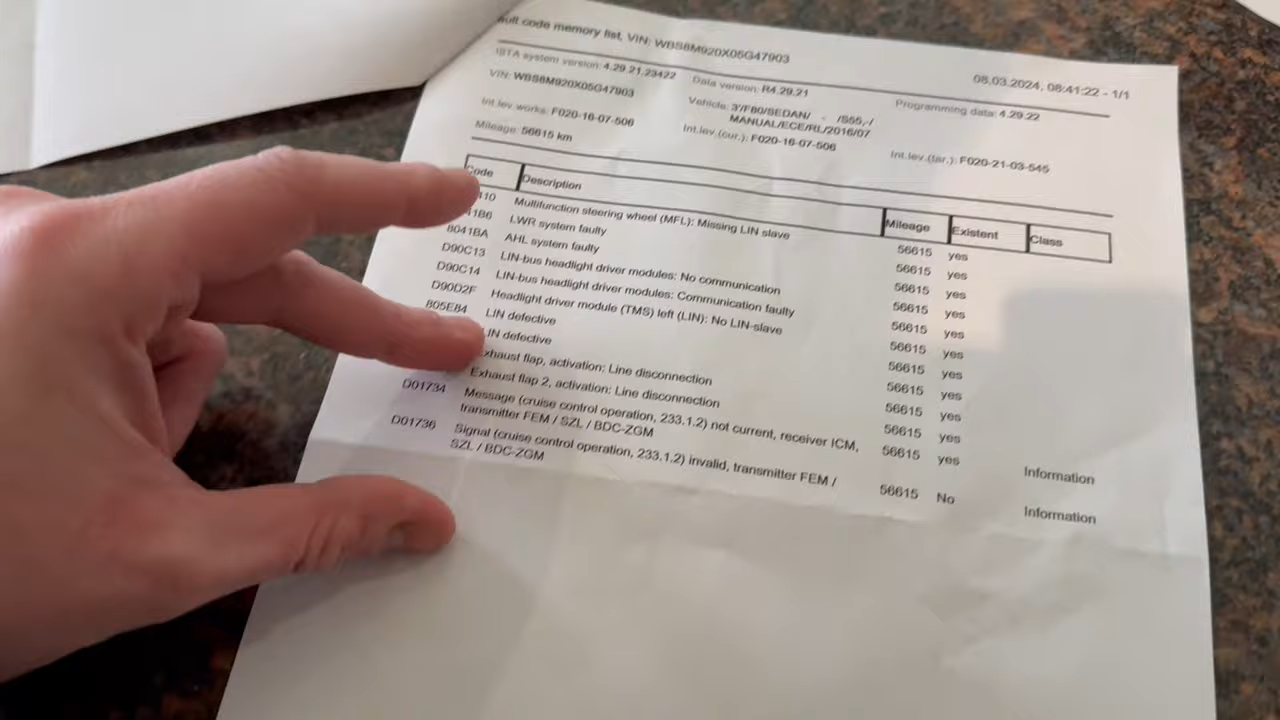 ault code memory list, VIN: WBS8M920X05G47903
08.03.2024, 08:41:22 - 1/1
ISTA system version: 4.29 21.23422 Data version: R4.29.21 Programming data: 4.29.22
VIN: WBS8M920X05G47903 Vehicle: 3'/F80/SEDAN/ - /S55,-/
MANUAL/ECE/RL/2016/07
Int.lev.works: F020-16-07-506 Int.lev.(cur.): F020-16-07-506 Int.lev.(tar.): F020-21-03-545
Mileage: 56615 km
Code Description Mileage Existent Class
410 Multifunction steering wheel (MFL): Missing LIN slave 56615 yes
41B6 LWR system faulty 56615 yes
8041BA AHL system faulty 56615 yes
D90C13 LIN-bus headlight driver modules: No communication 56615 yes
D90C14 LIN-bus headlight driver modules: Communication faulty 56615 yes
D90D2F Headlight driver module (TMS) left (LIN): No LIN-slave 56615 yes
805E84 LIN defective 56615 yes
LIN defective 56615 yes
Exhaust flap, activation: Line disconnection 56615 yes
Exhaust flap 2, activation: Line disconnection 56615 yes
D01734 Message (cruise control operation, 233.1.2) not current, receiver ICM, 56615 yes Information
transmitter FEM / SZL / BDC-ZGM
D01736 Signal (cruise control operation, 233.1.2) invalid, transmitter FEM / 56615 No Information
SZL / BDC-ZGM